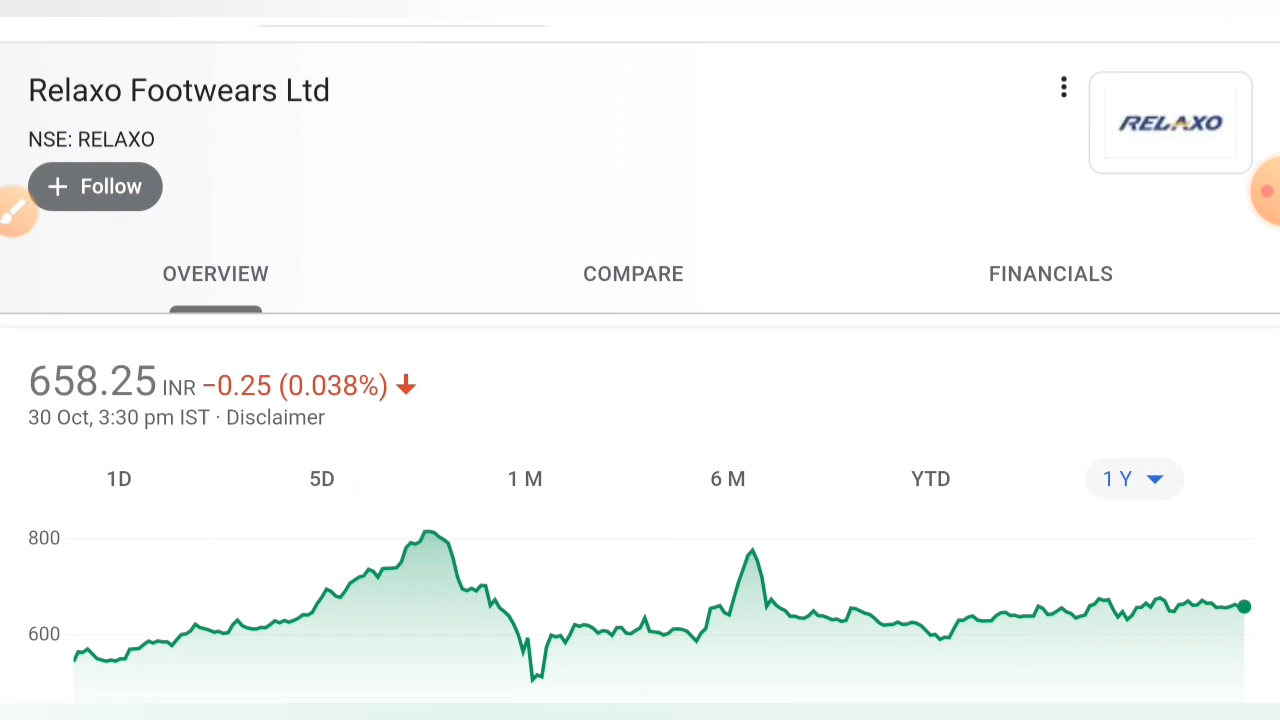 Relaxo Footwears Ltd
RELAXO
NSE: RELAXO
+ Follow
OVERVIEW COMPARE FINANCIALS
658.25 INR −0.25 (0.038%)
30 Oct, 3:30 pm IST · Disclaimer
1D 5D 1 M 6 M YTD 1 Y
800
600